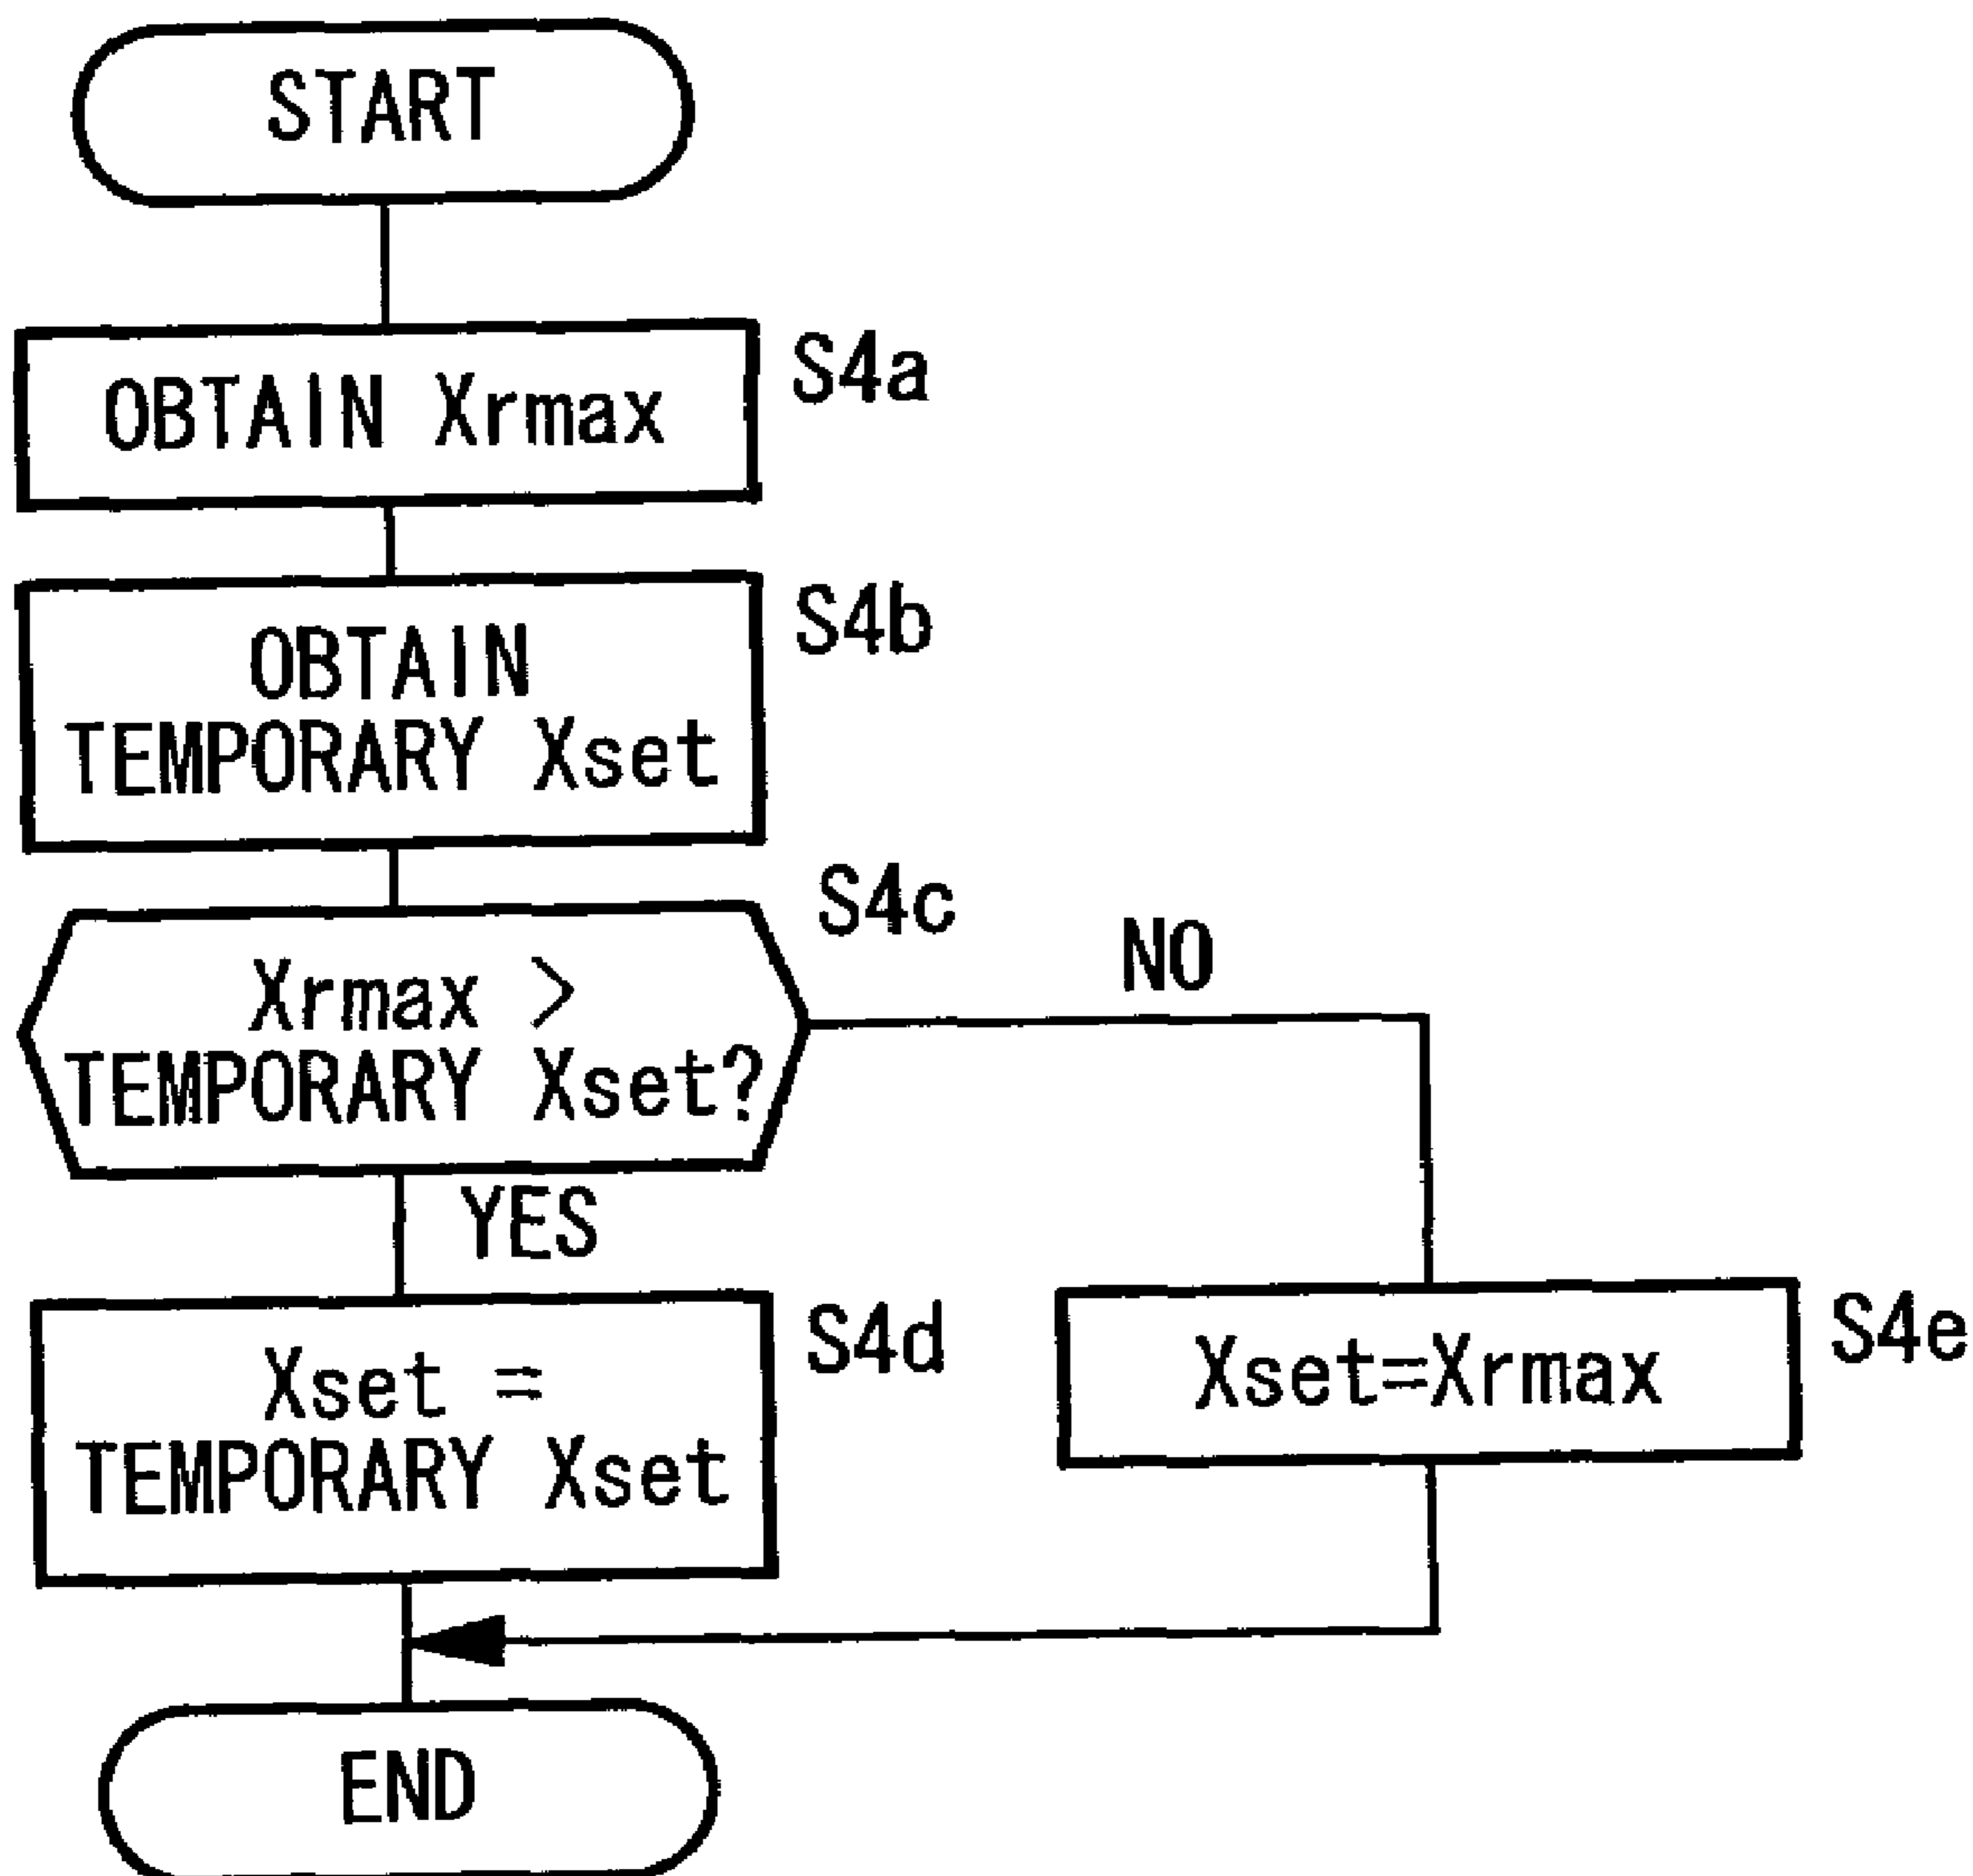 START
OBTAIN Xrmax
S4a
OBTAIN
TEMPORARY Xset
S4b
Xrmax >
TEMPORARY Xset?
S4c
NO
YES
Xset =
TEMPORARY Xset
S4d
Xset=Xrmax
S4e
END